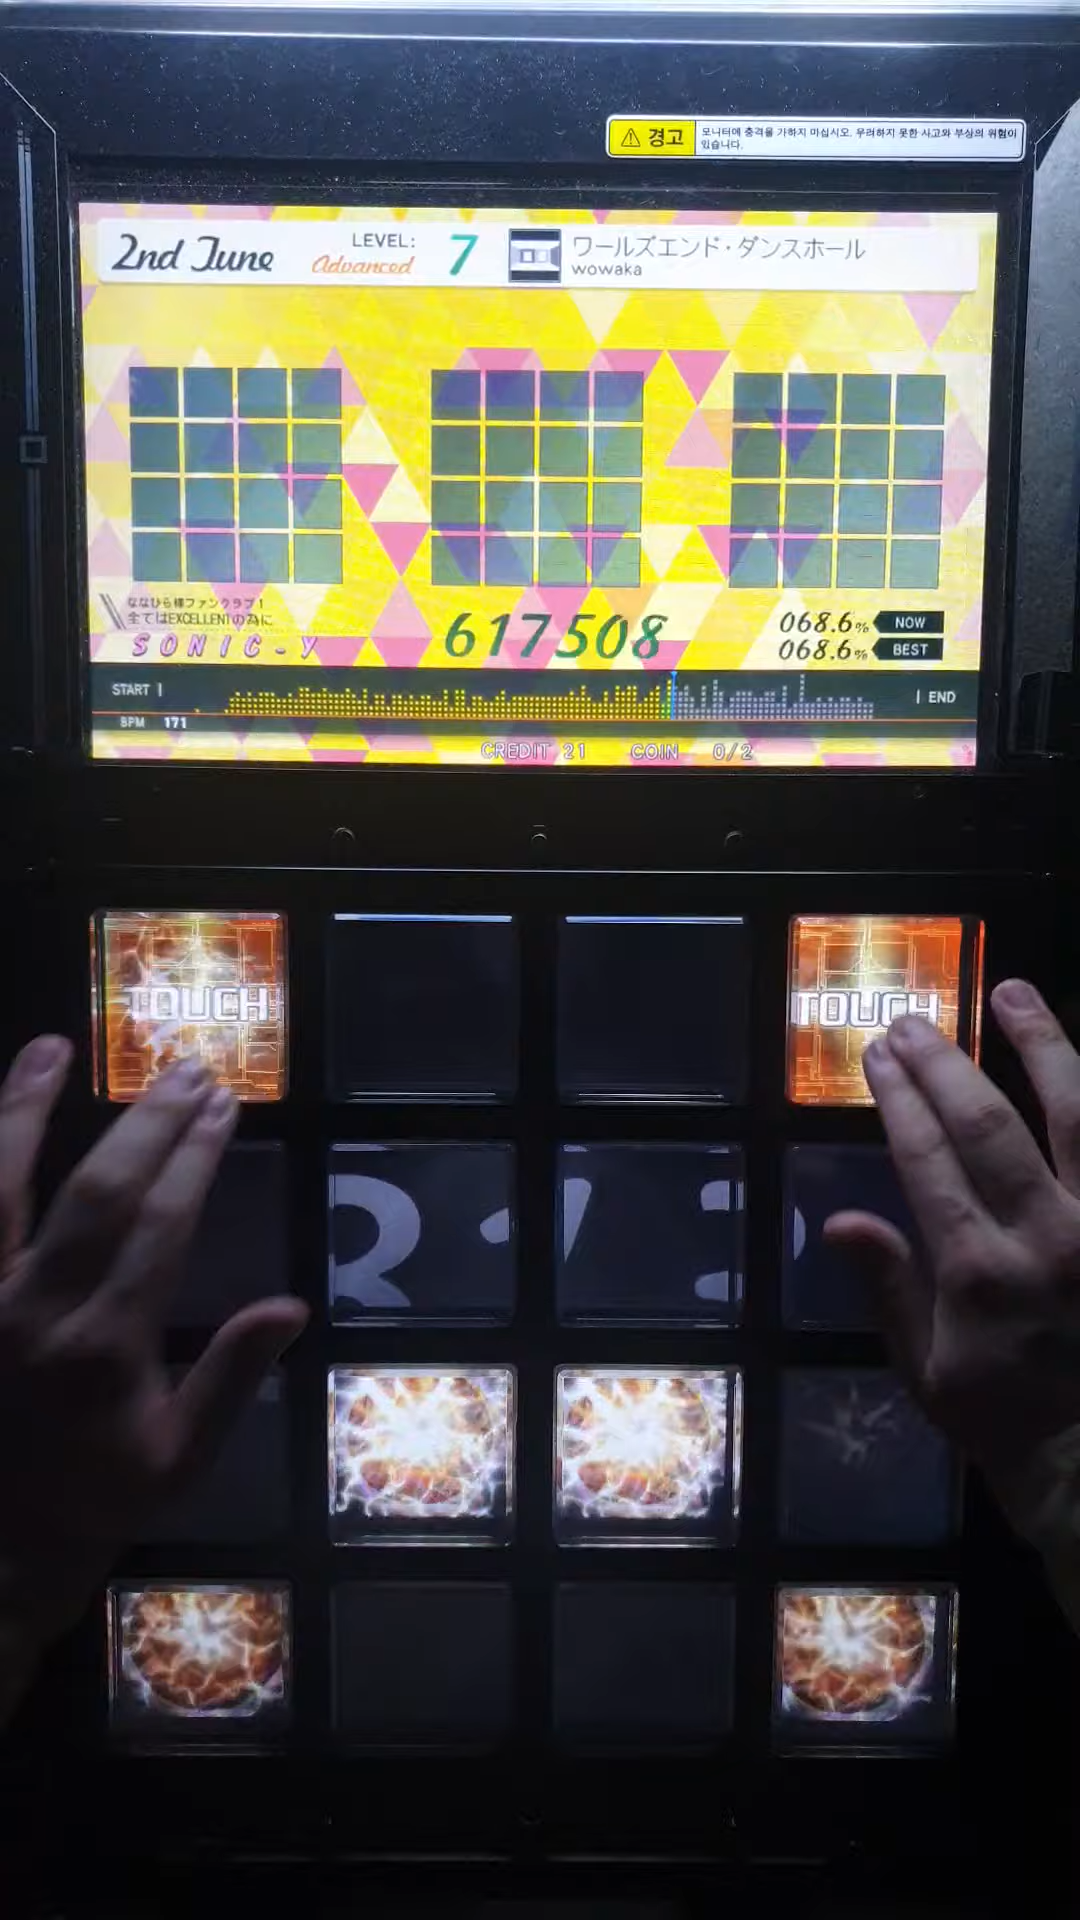 ⚠ 경고
모니터에 충격을 가하지 마십시오. 우려하지 못한 사고와 부상의 위험이
있습니다.
2nd June
LEVEL:
Advanced
7
ワールズエンド・ダンスホール
wowaka
ななひら様ファンクラブ！
全てはEXCELLENTの為に
SONIC-Y
617508
068.6% NOW
068.6% BEST
START
END
BPM 171
CREDIT 21 COIN 0/2
TOUCH
TOUCH